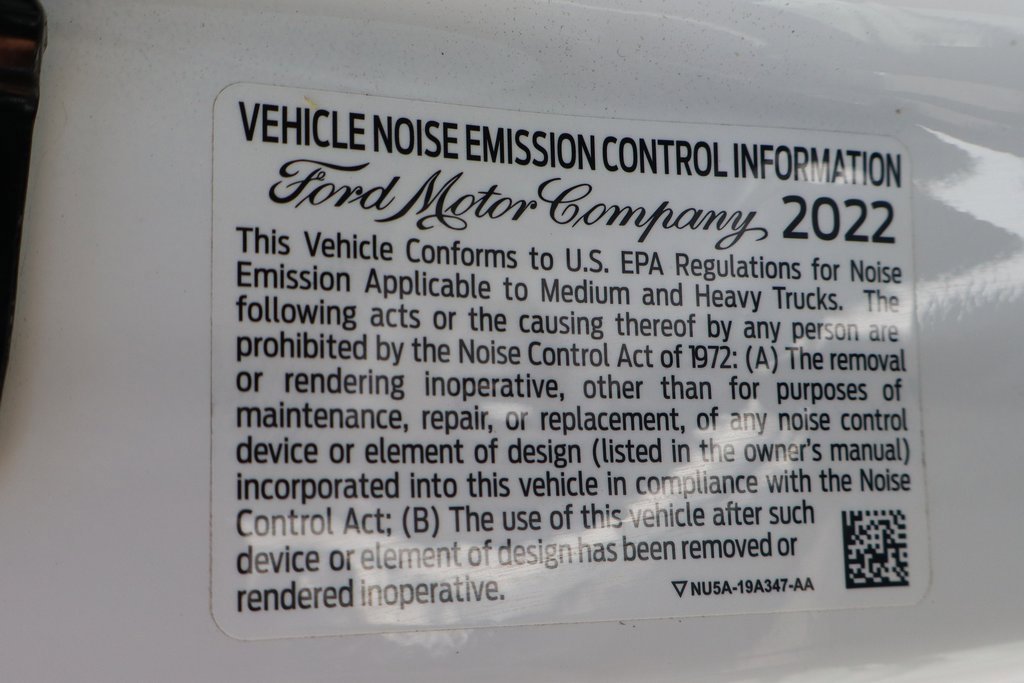 VEHICLE NOISE EMISSION CONTROL INFORMATION
Ford Motor Company 2022
This Vehicle Conforms to U.S. EPA Regulations for Noise
Emission Applicable to Medium and Heavy Trucks. The
following acts or the causing thereof by any person are
prohibited by the Noise Control Act of 1972: (A) The removal
or rendering inoperative, other than for purposes of
maintenance, repair, or replacement, of any noise control
device or element of design (listed in the owner's manual)
incorporated into this vehicle in compliance with the Noise
Control Act; (B) The use of this vehicle after such
device or element of design has been removed or
rendered inoperative.
NU5A-19A347-AA